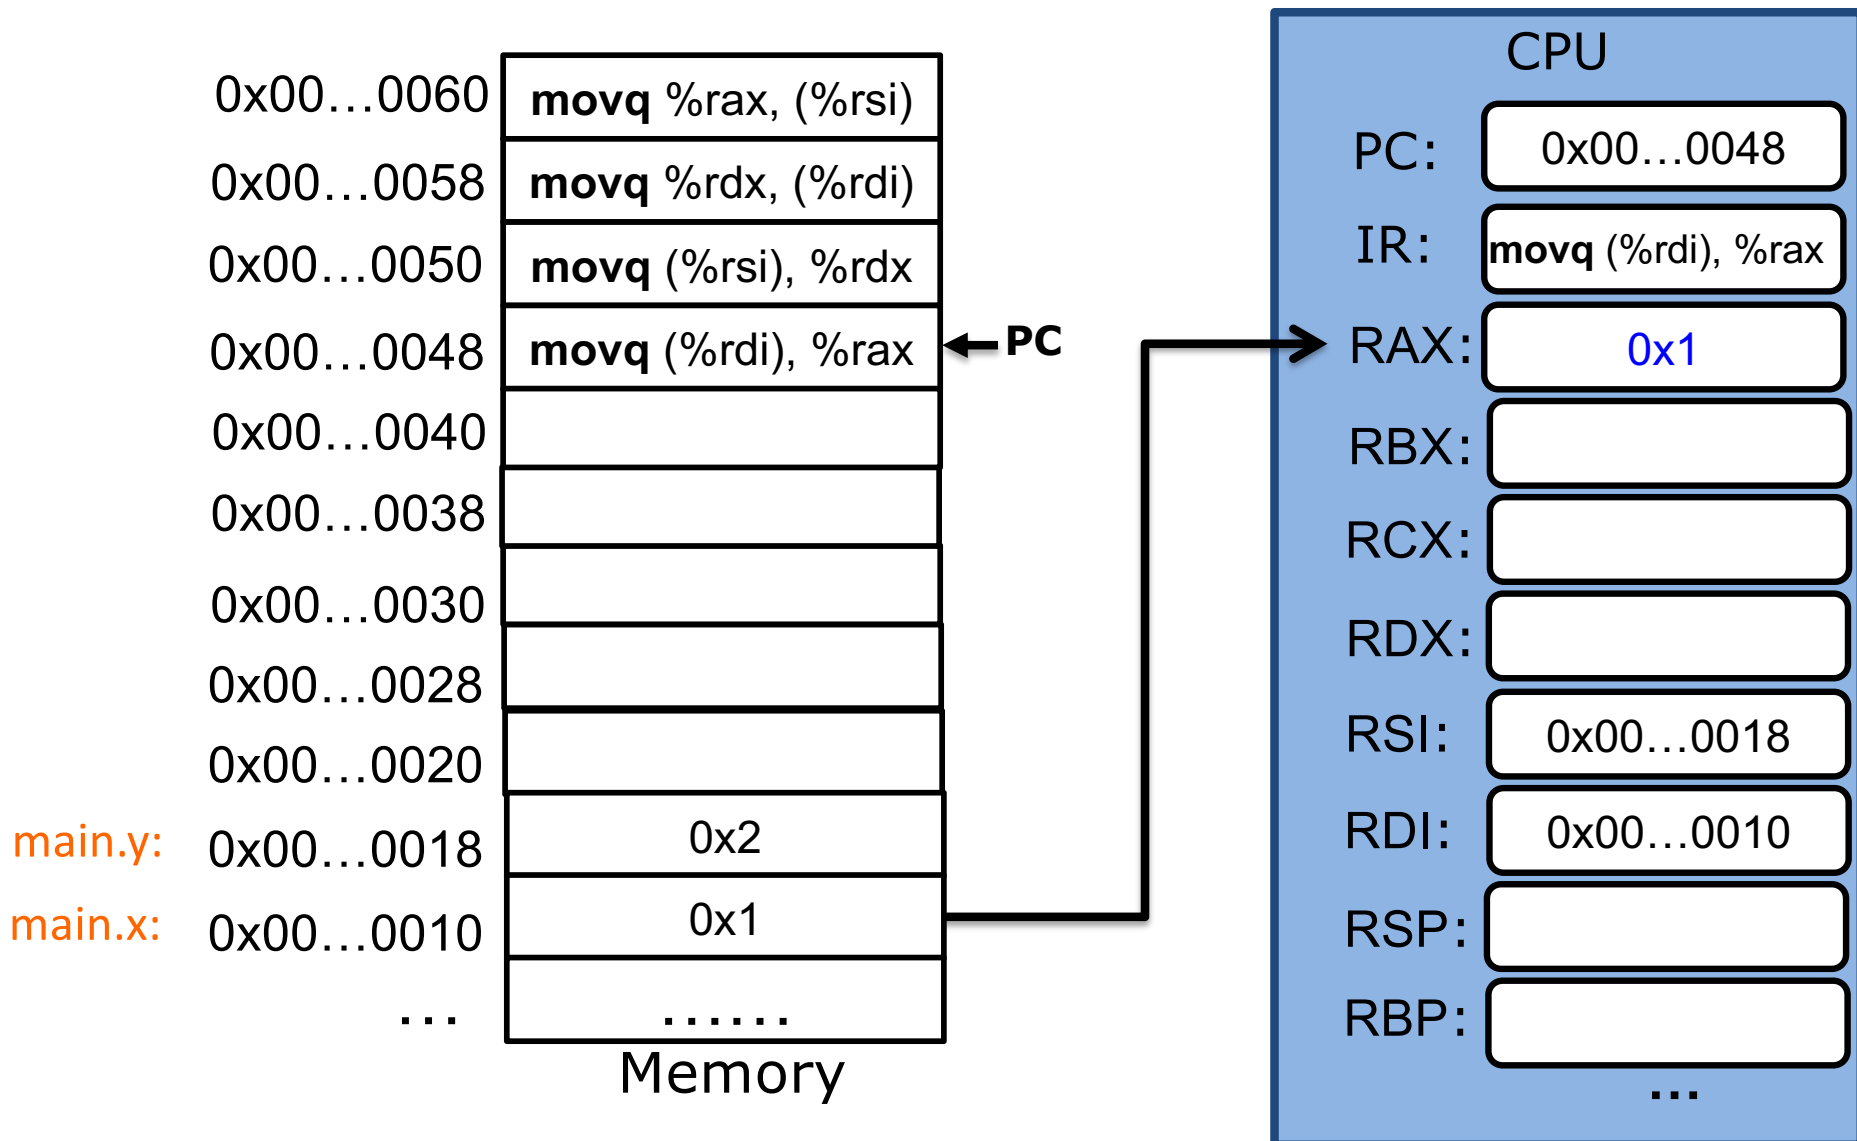 0x00…0060 movq %rax, (%rsi)
0x00…0058 movq %rdx, (%rdi)
0x00…0050 movq (%rsi), %rdx
0x00…0048 movq (%rdi), %rax PC
0x00…0040
0x00…0038
0x00…0030
0x00…0028
0x00…0020
main.y: 0x00…0018 0x2
main.x: 0x00…0010 0x1
… ……
Memory
CPU
PC: 0x00…0048
IR: movq (%rdi), %rax
RAX: 0x1
RBX:
RCX:
RDX:
RSI: 0x00…0018
RDI: 0x00…0010
RSP:
RBP:
…